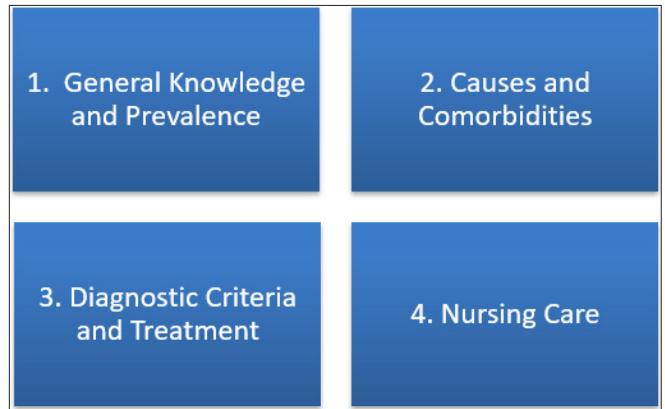 1. General Knowledge
and Prevalence
2. Causes and
Comorbidities
3. Diagnostic Criteria
and Treatment
4. Nursing Care